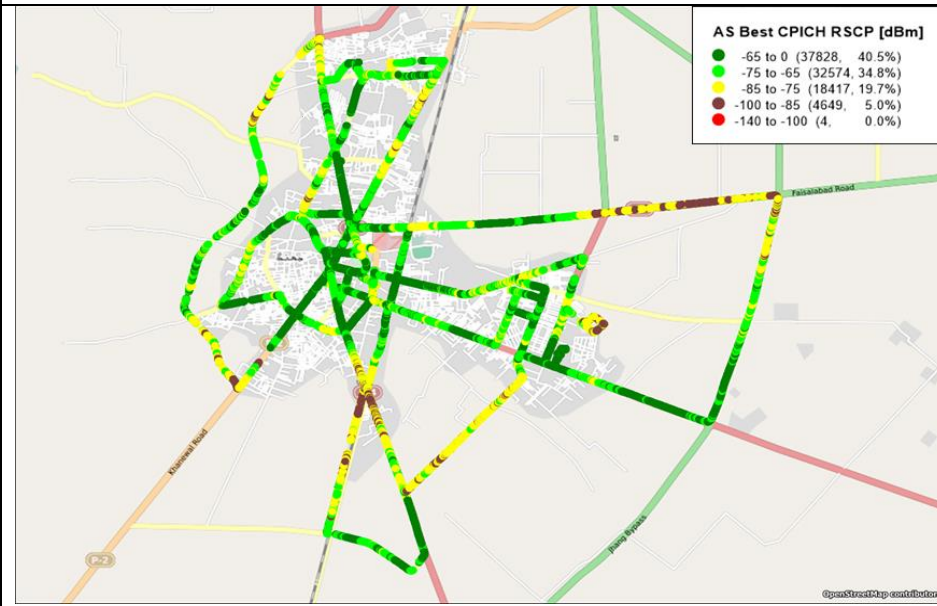 AS Best CPICH RSCP [dBm]
-65 to 0 (37828, 40.5%)
-75 to -65 (32574, 34.8%)
-85 to -75 (18417, 19.7%)
-100 to -85 (4649, 5.0%)
-140 to -100 (4, 0.0%)
Faisalabad Road
Khanewal Road
Jhang Bypass
OpenStreetMap contributor